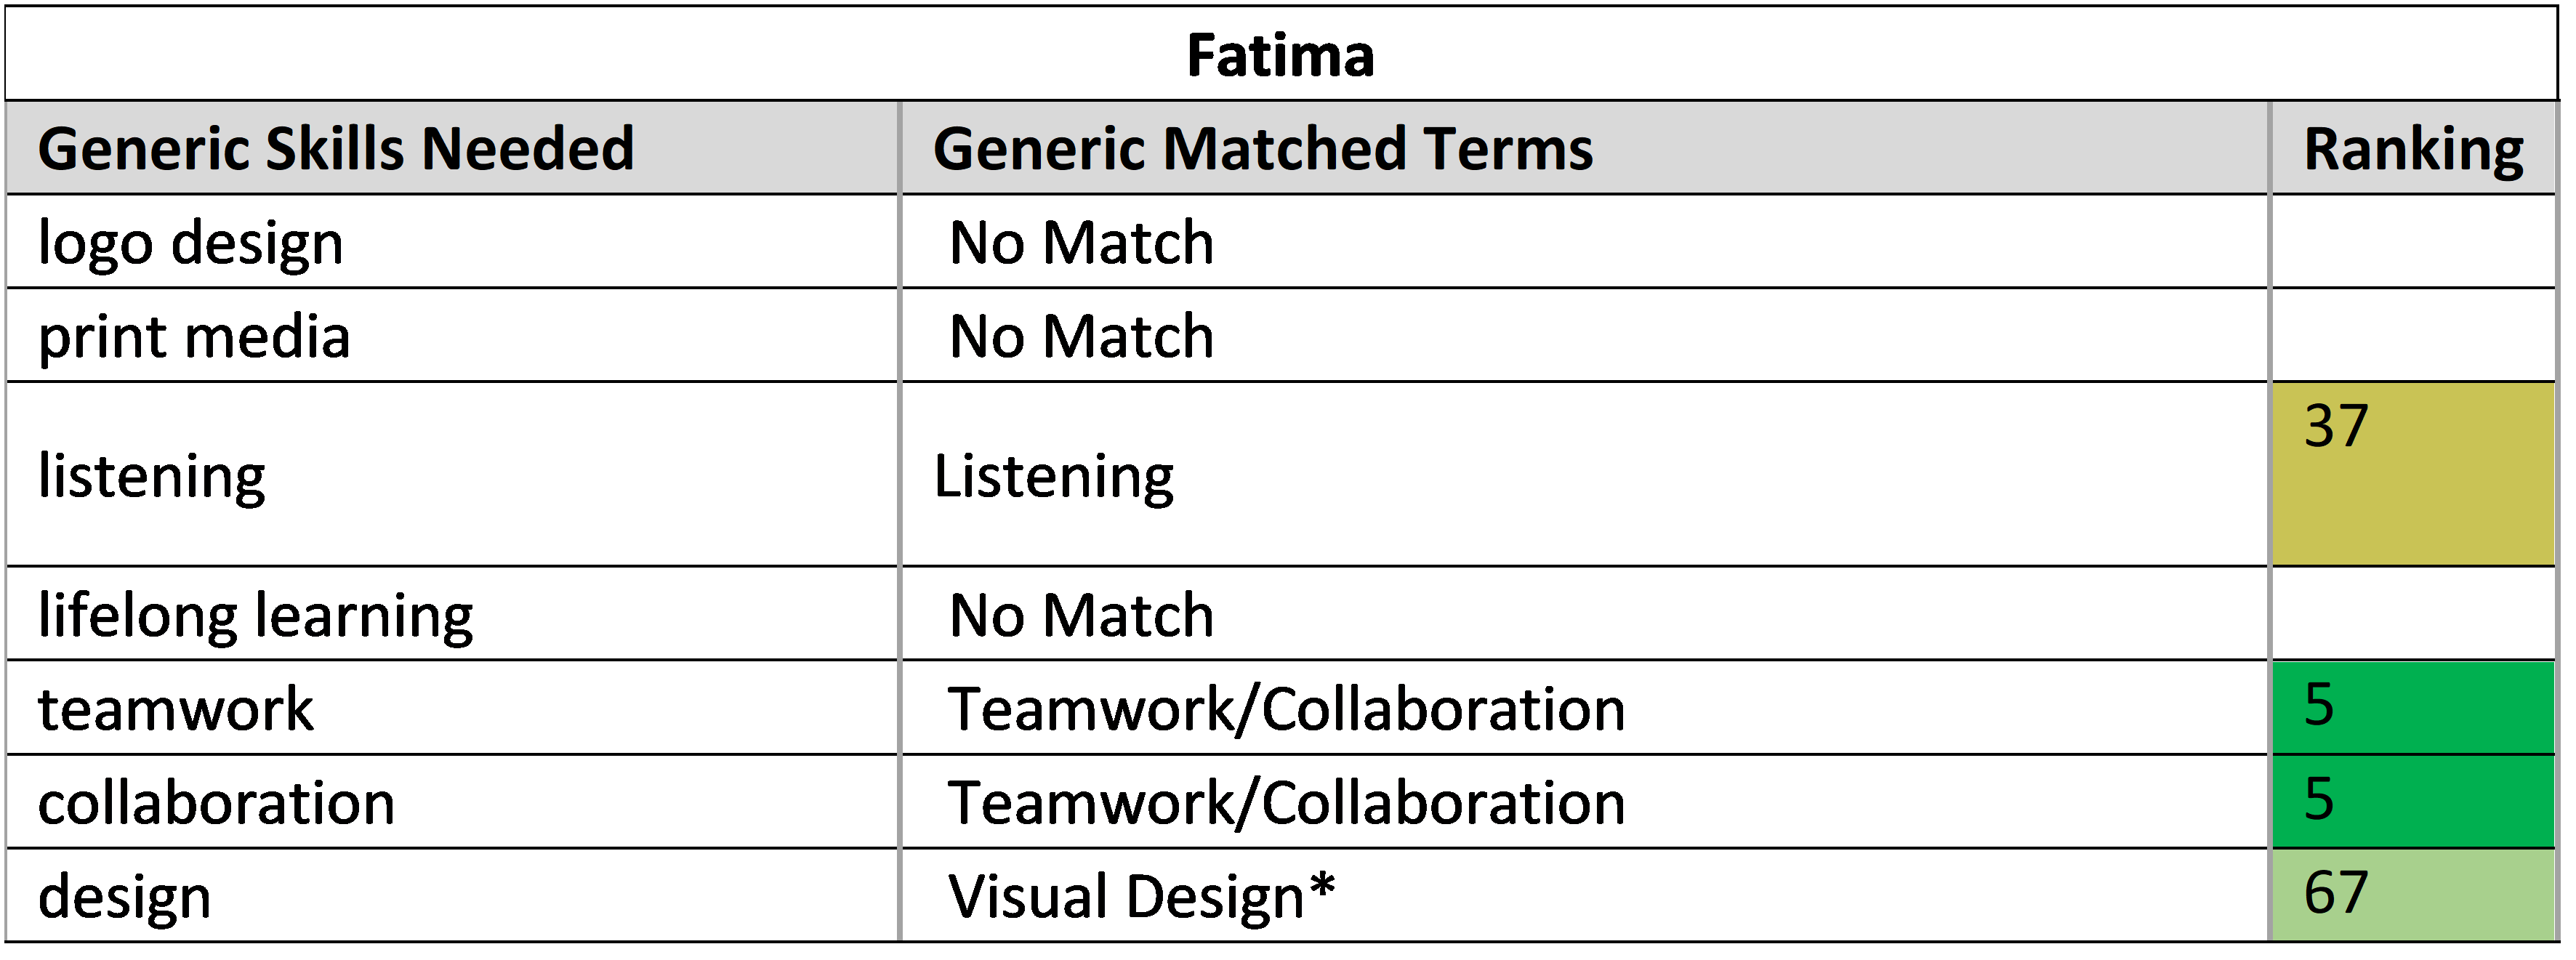 Fatima
Generic Skills Needed Generic Matched Terms Ranking
logo design No Match
print media No Match
listening Listening 37
lifelong learning No Match
teamwork Teamwork/Collaboration 5
collaboration Teamwork/Collaboration 5
design Visual Design* 67